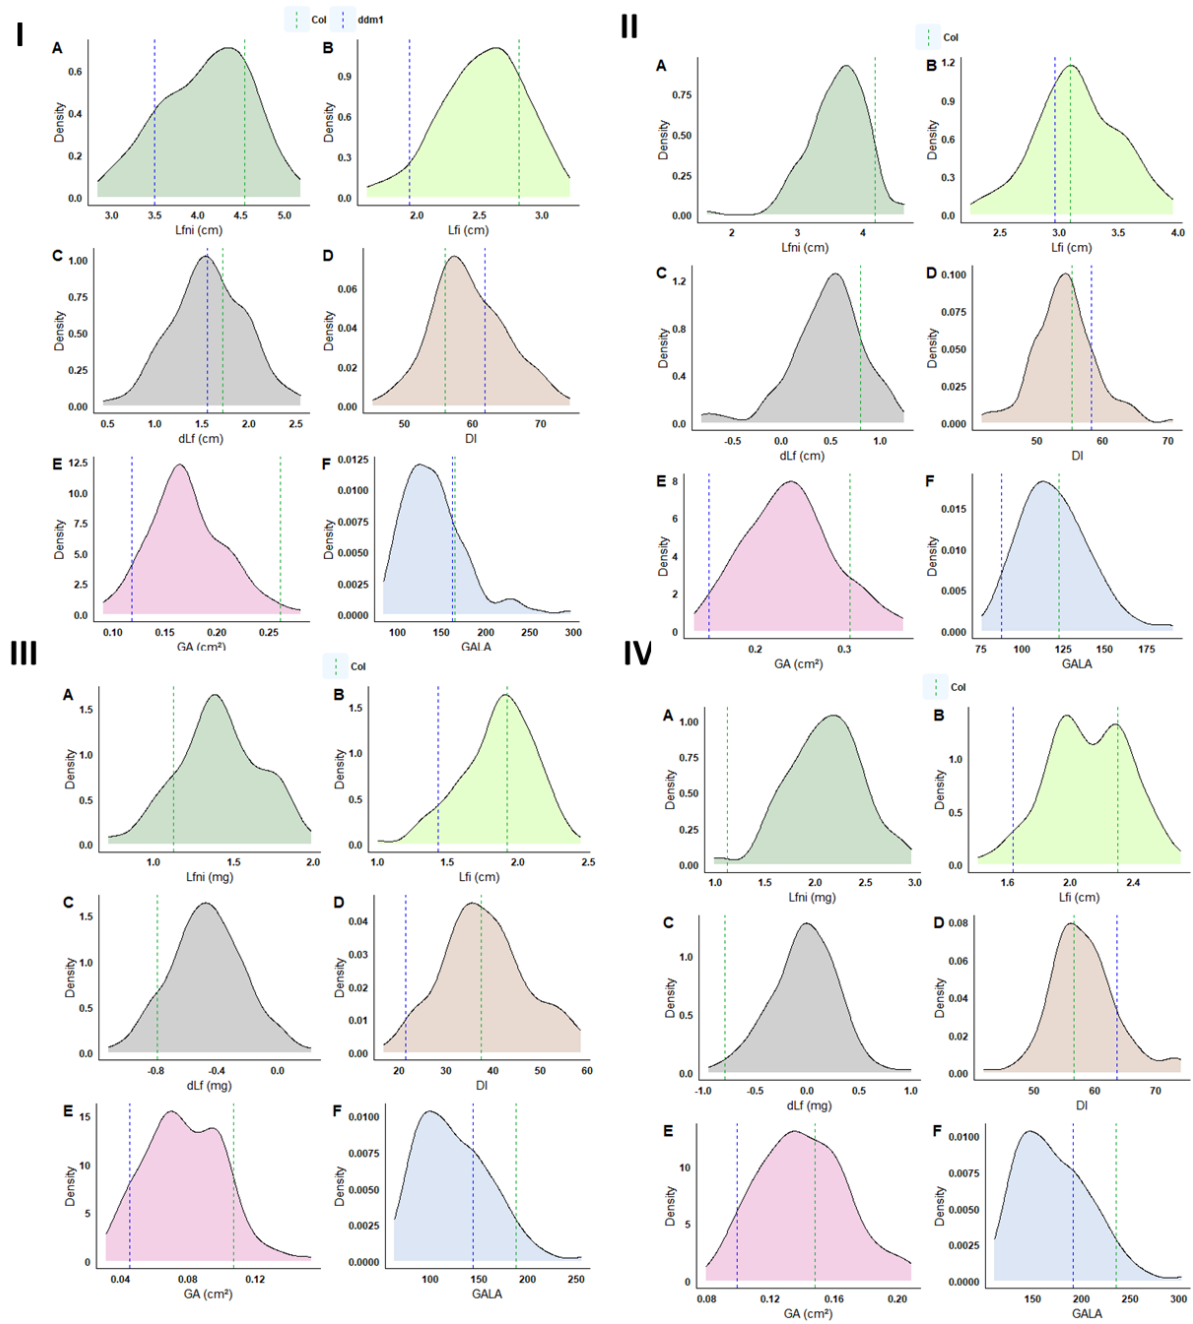 I
Col ddm1
A
Density
0.6
0.4
0.2
0.0
3.0 3.5 4.0 4.5 5.0
Lfni (cm)
B
Density
0.9
0.6
0.3
0.0
2.0 2.5 3.0
Lfi (cm)
C
Density
1.00
0.75
0.50
0.25
0.00
0.5 1.0 1.5 2.0 2.5
dLf (cm)
D
Density
0.06
0.04
0.02
0.00
50 60 70
DI
E
Density
12.5
10.0
7.5
5.0
2.5
0.0
0.10 0.15 0.20 0.25
GA (cm²)
F
Density
0.0125
0.0100
0.0075
0.0050
0.0025
0.0000
100 150 200 250 300
GALA
II
Col
A
Density
0.75
0.50
0.25
0.00
2 3 4
Lfni (cm)
B
Density
1.2
0.9
0.6
0.3
0.0
2.5 3.0 3.5 4.0
Lfi (cm)
C
Density
1.2
0.8
0.4
0.0
-0.5 0.0 0.5 1.0
dLf (cm)
D
Density
0.100
0.075
0.050
0.025
0.000
50 60 70
DI
E
Density
8
6
4
2
0
0.2 0.3
GA (cm²)
F
Density
0.015
0.010
0.005
0.000
75 100 125 150 175
GALA
III
Col
A
Density
1.5
1.0
0.5
0.0
1.0 1.5 2.0
Lfni (mg)
B
Density
1.5
1.0
0.5
0.0
1.0 1.5 2.0 2.5
Lfi (cm)
C
Density
1.5
1.0
0.5
0.0
-0.8 -0.4 0.0
dLf (mg)
D
Density
0.04
0.03
0.02
0.01
0.00
20 30 40 50 60
DI
E
Density
15
10
5
0
0.04 0.08 0.12
GA (cm²)
F
Density
0.0100
0.0075
0.0050
0.0025
0.0000
100 150 200 250
GALA
IV
Col
A
Density
1.00
0.75
0.50
0.25
0.00
1.0 1.5 2.0 2.5 3.0
Lfni (mg)
B
Density
1.0
0.5
0.0
1.6 2.0 2.4
Lfi (cm)
C
Density
1.0
0.5
0.0
-1.0 -0.5 0.0 0.5 1.0
dLf (mg)
D
Density
0.08
0.06
0.04
0.02
0.00
50 60 70
DI
E
Density
10
5
0
0.08 0.12 0.16 0.20
GA (cm²)
F
Density
0.0100
0.0075
0.0050
0.0025
0.0000
150 200 250 300
GALA